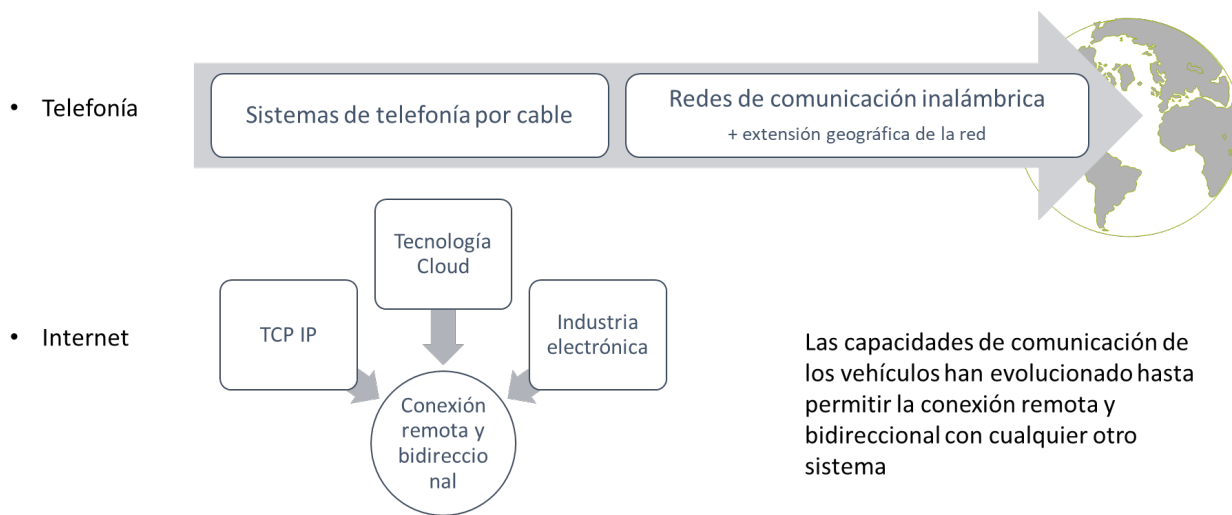 • Telefonía
Sistemas de telefonía por cable
Redes de comunicación inalámbrica
+ extensión geográfica de la red
• Internet
TCP IP
Tecnología
Cloud
Industria
electrónica
Conexión
remota y
bidireccio
nal
Las capacidades de comunicación de
los vehículos han evolucionado hasta
permitir la conexión remota y
bidireccional con cualquier otro
sistema